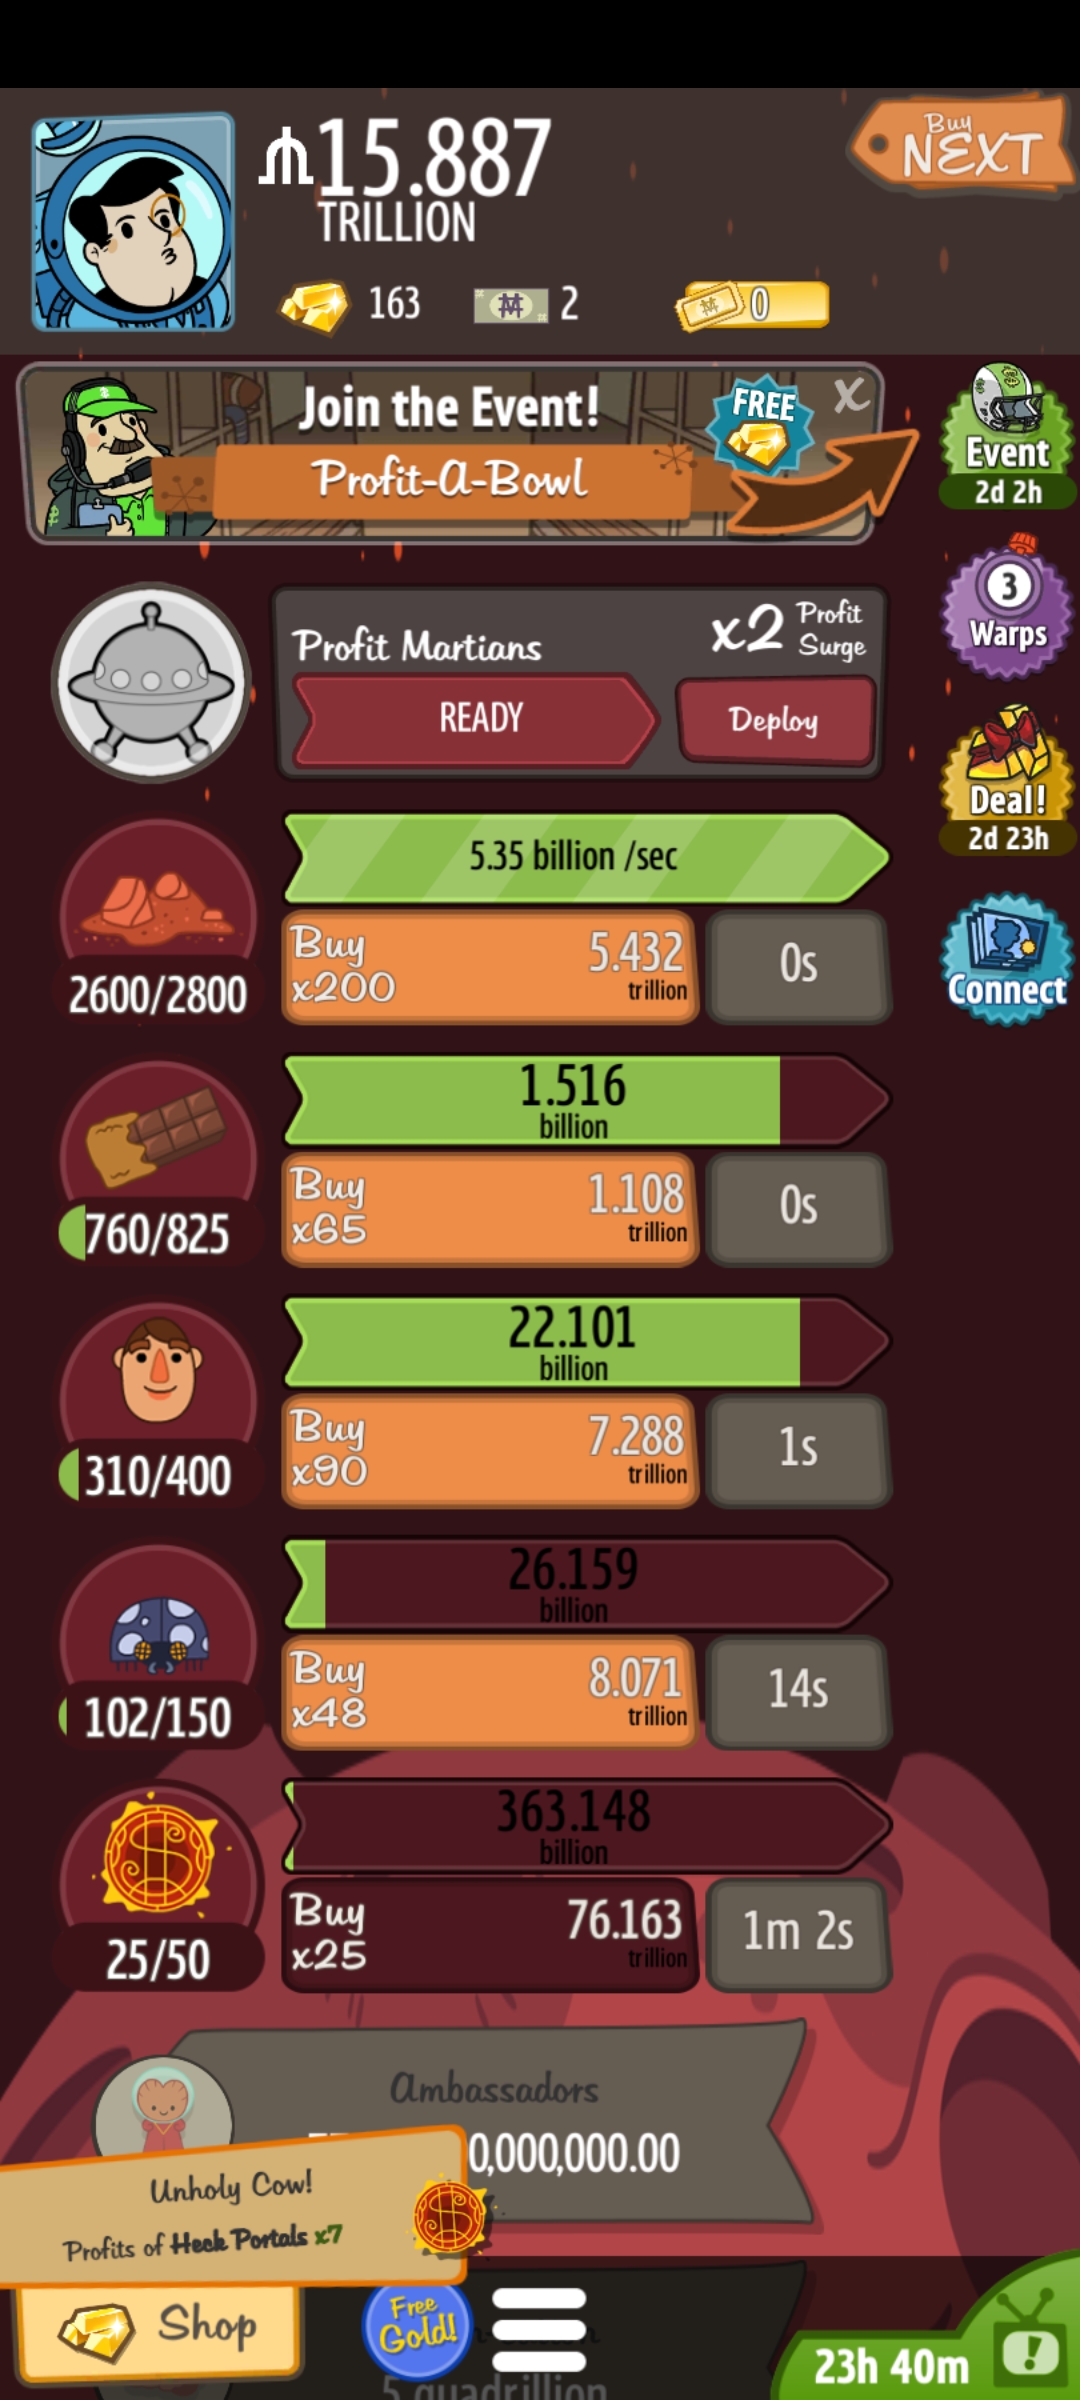 15.887
TRILLION
Buy
NEXT
163
2
0
Join the Event!
FREE
X
Profit-A-Bowl
Event
2d 2h
3
Warps
Profit Martians
x2 Profit Surge
READY
Deploy
Deal!
2d 23h
5.35 billion /sec
Buy x200
5.432 trillion
0s
2600/2800
Connect
1.516
billion
Buy x65
1.108 trillion
0s
760/825
22.101
billion
Buy x90
7.288 trillion
1s
310/400
26.159
billion
Buy x48
8.071 trillion
14s
102/150
363.148
billion
Buy x25
76.163 trillion
1m 2s
25/50
Ambassadors
0,000,000.00
Unholy Cow!
Profits of Heck Portals x7
Shop
Free Gold!
23h 40m
5 quadrillion